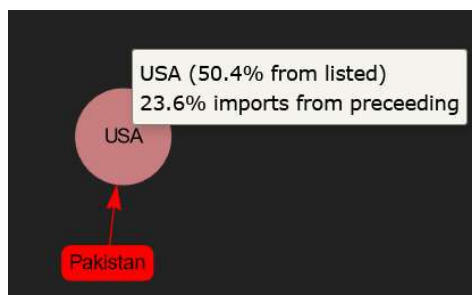 USA (50.4% from listed)
23.6% imports from preceeding
USA
Pakistan